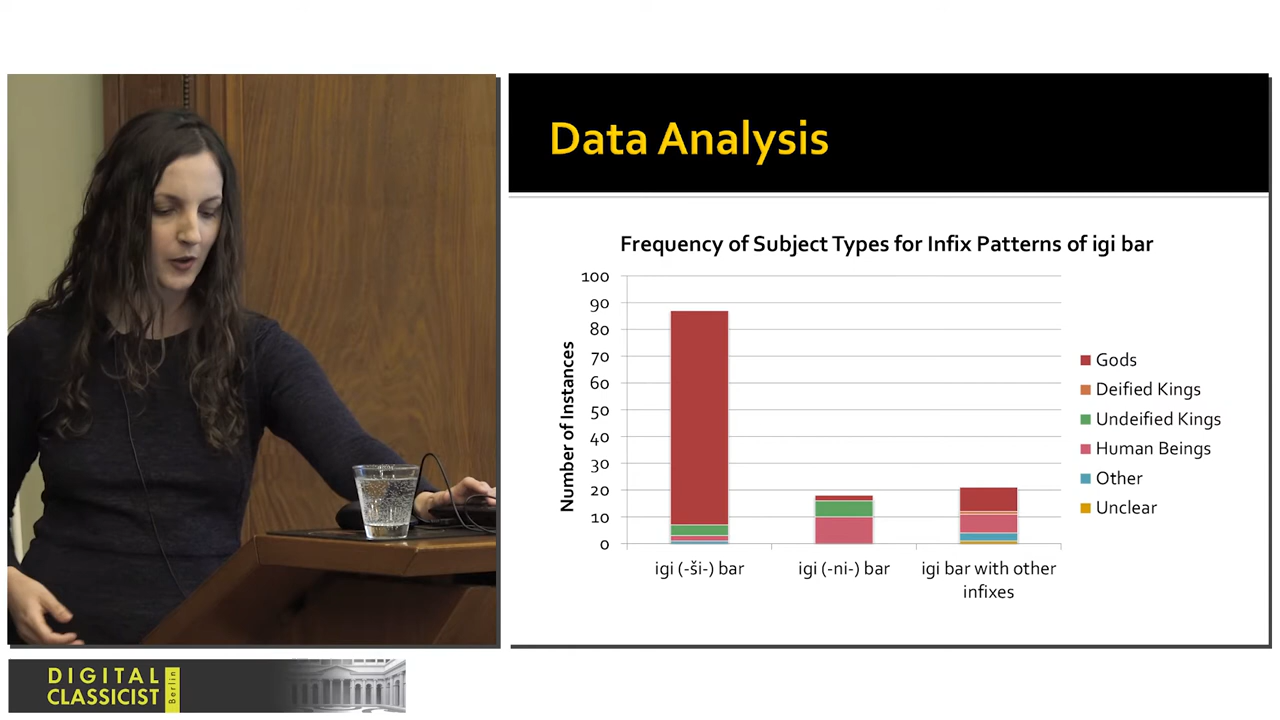 Data Analysis
Frequency of Subject Types for Infix Patterns of igi bar
Number of Instances
100
90
80
70
60
50
40
30
20
10
0
igi (-ši-) bar
igi (-ni-) bar
igi bar with other
infixes
Gods
Deified Kings
Undeified Kings
Human Beings
Other
Unclear
DIGITAL
CLASSICIST
Berlin